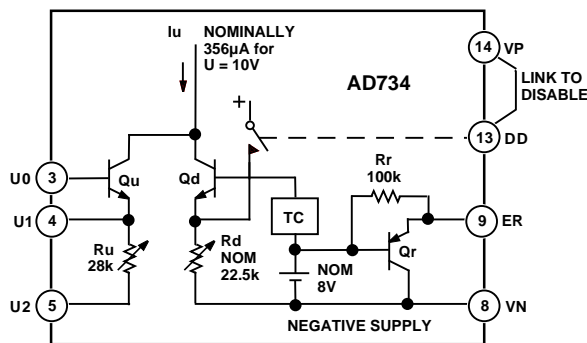 Iu
NOMINALLY
356µA for
U = 10V
AD734
14
VP
LINK TO
DISABLE
+
13
DD
U0
3
Qu
Qd
Rr
100k
U1
4
TC
9
ER
Ru
28k
Rd
NOM
22.5k
NOM
8V
Qr
U2
5
8
VN
NEGATIVE SUPPLY